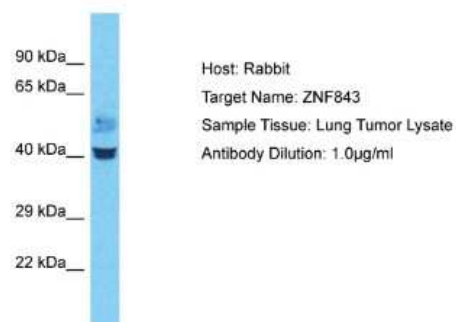 90 kDa
65 kDa
40 kDa
29 kDa
22 kDa
Host: Rabbit
Target Name: ZNF843
Sample Tissue: Lung Tumor Lysate
Antibody Dilution: 1.0µg/ml